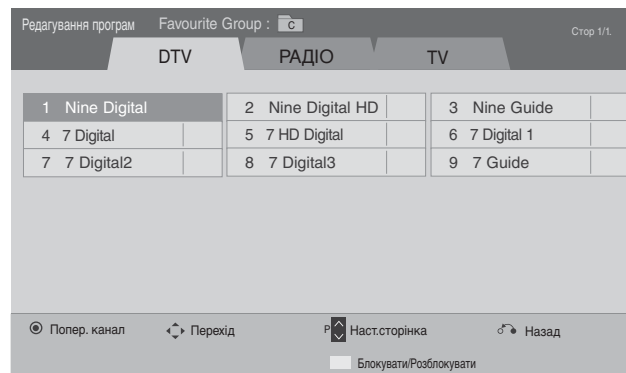 Редагування програм Favourite Group : C Стор 1/1.
DTV РАДІО TV
1 Nine Digital 2 Nine Digital HD 3 Nine Guide
4 7 Digital 5 7 HD Digital 6 7 Digital 1
7 7 Digital2 8 7 Digital3 9 7 Guide
Попер. канал Перехід P Наст.сторінка Назад
Блокувати/Розблокувати